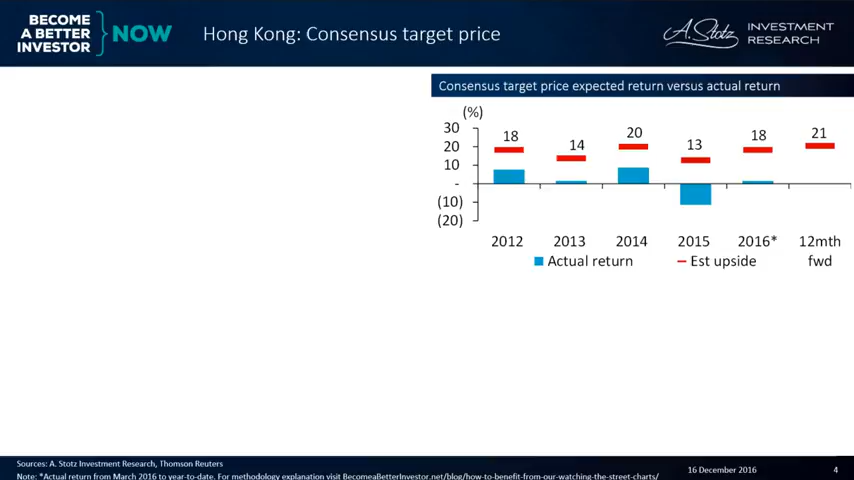 BECOME
A BETTER
INVESTOR
NOW
Hong Kong: Consensus target price
A. Stotz
INVESTMENT
RESEARCH
Consensus target price expected return versus actual return
(%)
30
20
10
-
(10)
(20)
18
14
20
13
18
21
2012
2013
2014
2015
2016*
12mth
fwd
Actual return
Est upside
Sources: A. Stotz Investment Research, Thomson Reuters
Note: *Actual return from March 2016 to year-to-date. For methodology explanation visit BecomeaBetterInvestor.net/blog/how-to-benefit-from-our-watching-the-street-charts/
16 December 2016
4